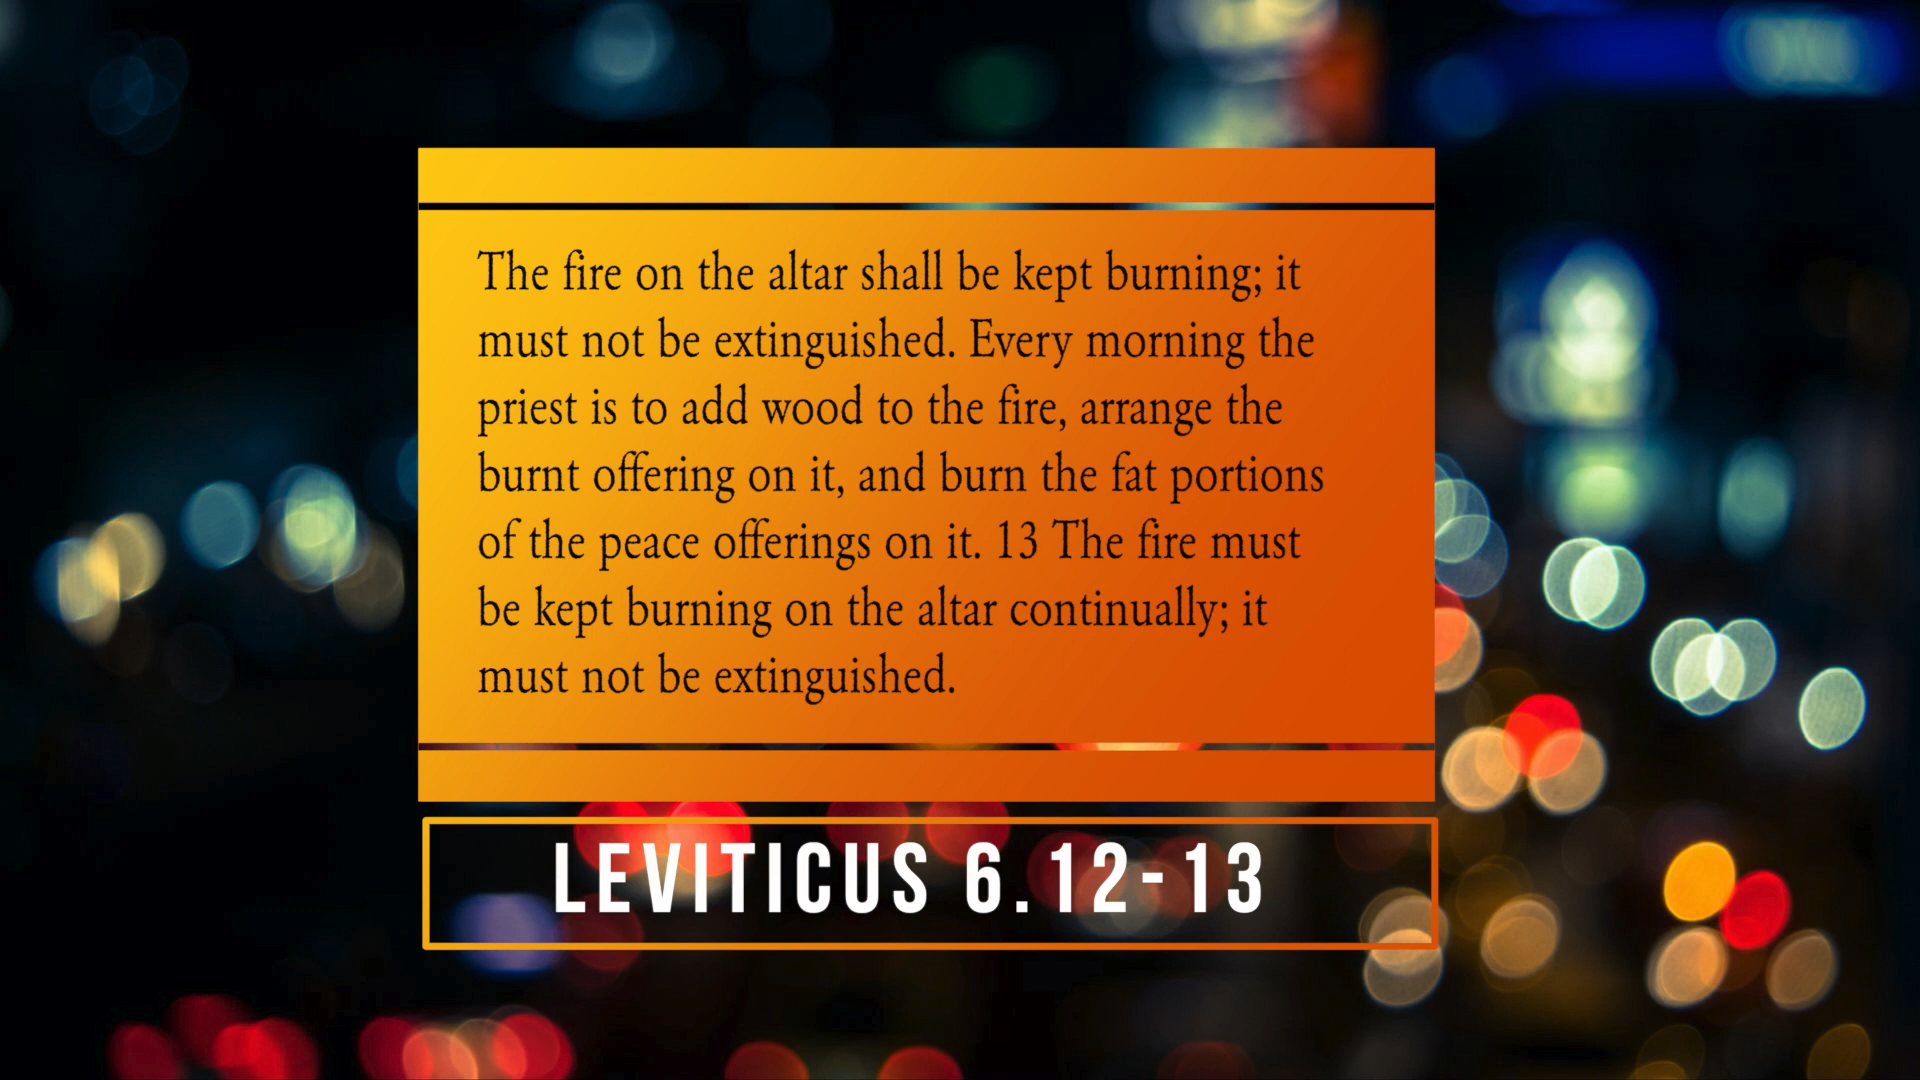 The fire on the altar shall be kept burning; it
must not be extinguished. Every morning the
priest is to add wood to the fire, arrange the
burnt offering on it, and burn the fat portions
of the peace offerings on it. 13 The fire must
be kept burning on the altar continually; it
must not be extinguished.
LEVITICUS 6.12-13